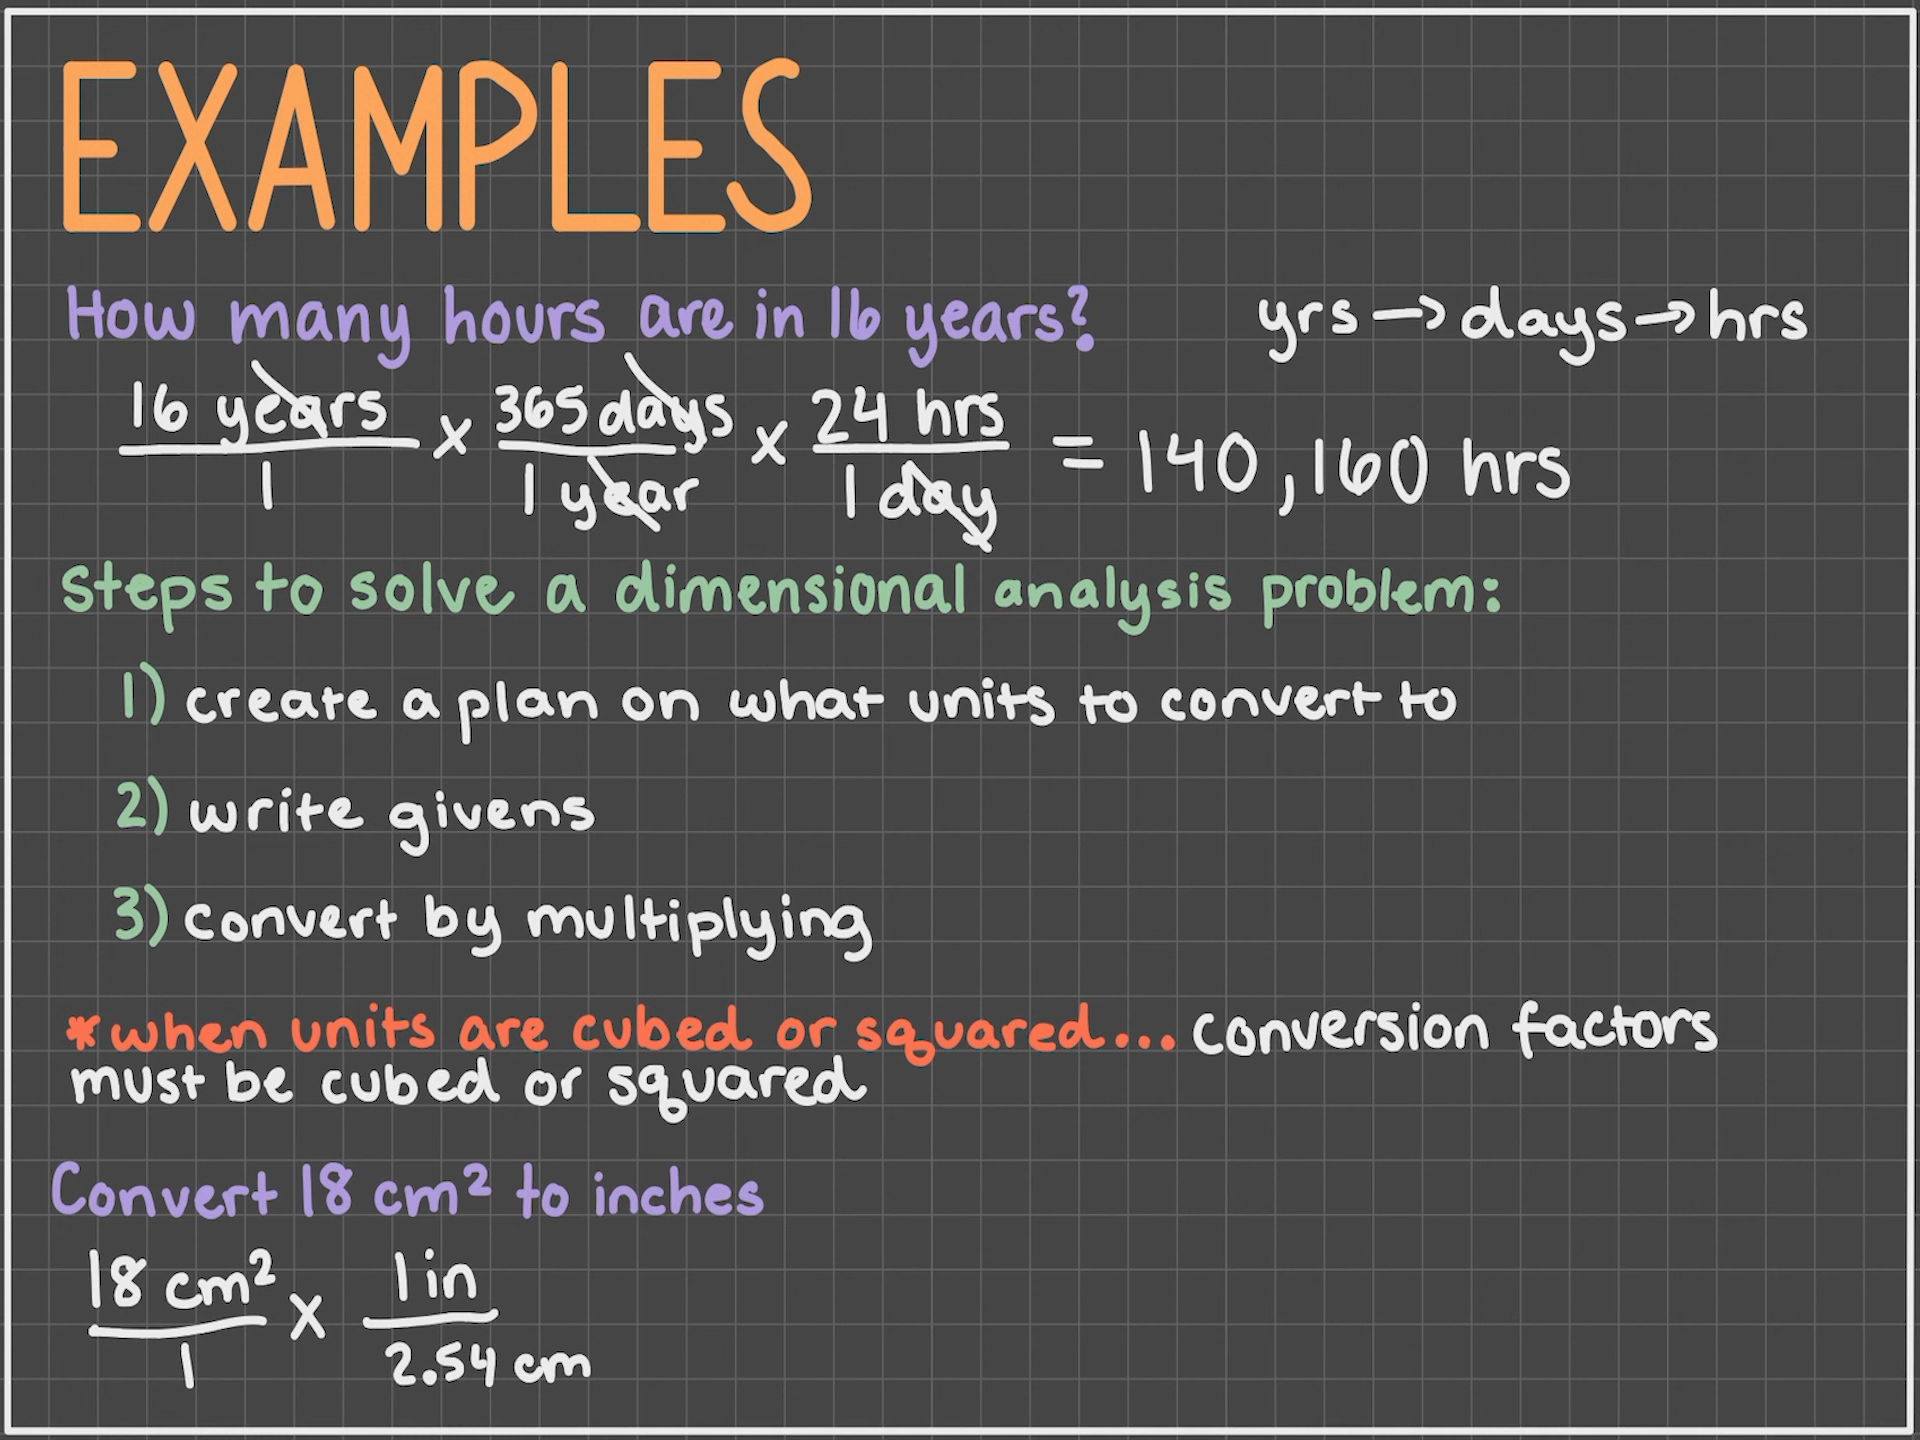 EXAMPLES
How many hours are in 16 years? yrs → days → hrs
16 years / 1 x 365 days / 1 year x 24 hrs / 1 day = 140,160 hrs
Steps to solve a dimensional analysis problem:
1) create a plan on what units to convert to
2) write givens
3) convert by multiplying
*when units are cubed or squared... conversion factors
must be cubed or squared
Convert 18 cm² to inches
18 cm² / 1 x 1 in / 2.54 cm